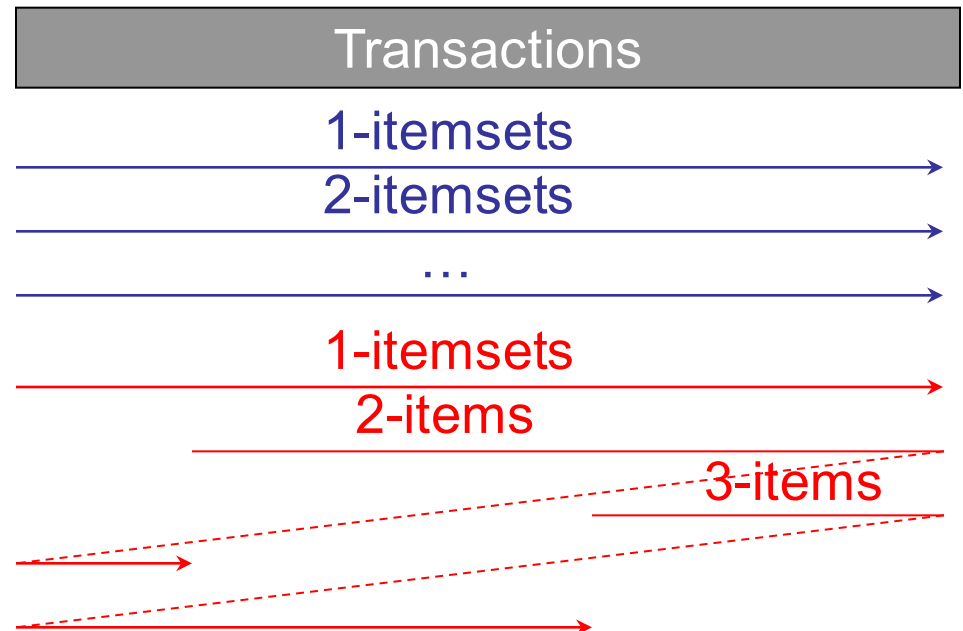 Transactions
1-itemsets
2-itemsets
…
1-itemsets
2-items
3-items